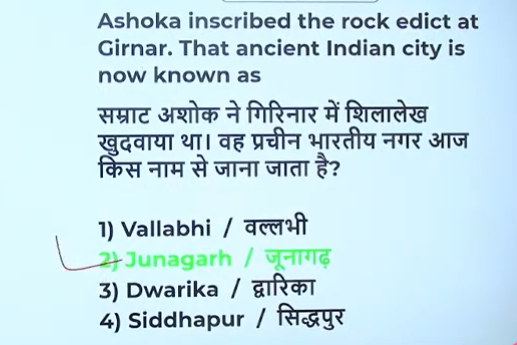 Ashoka inscribed the rock edict at
Girnar. That ancient Indian city is
now known as
सम्राट अशोक ने गिरिनार में शिलालेख
खुदवाया था। वह प्रचीन भारतीय नगर आज
किस नाम से जाना जाता है?
1) Vallabhi / वल्लभी
2) Junagarh / जूनागढ़
3) Dwarika / द्वारिका
4) Siddhapur / सिद्धपुर